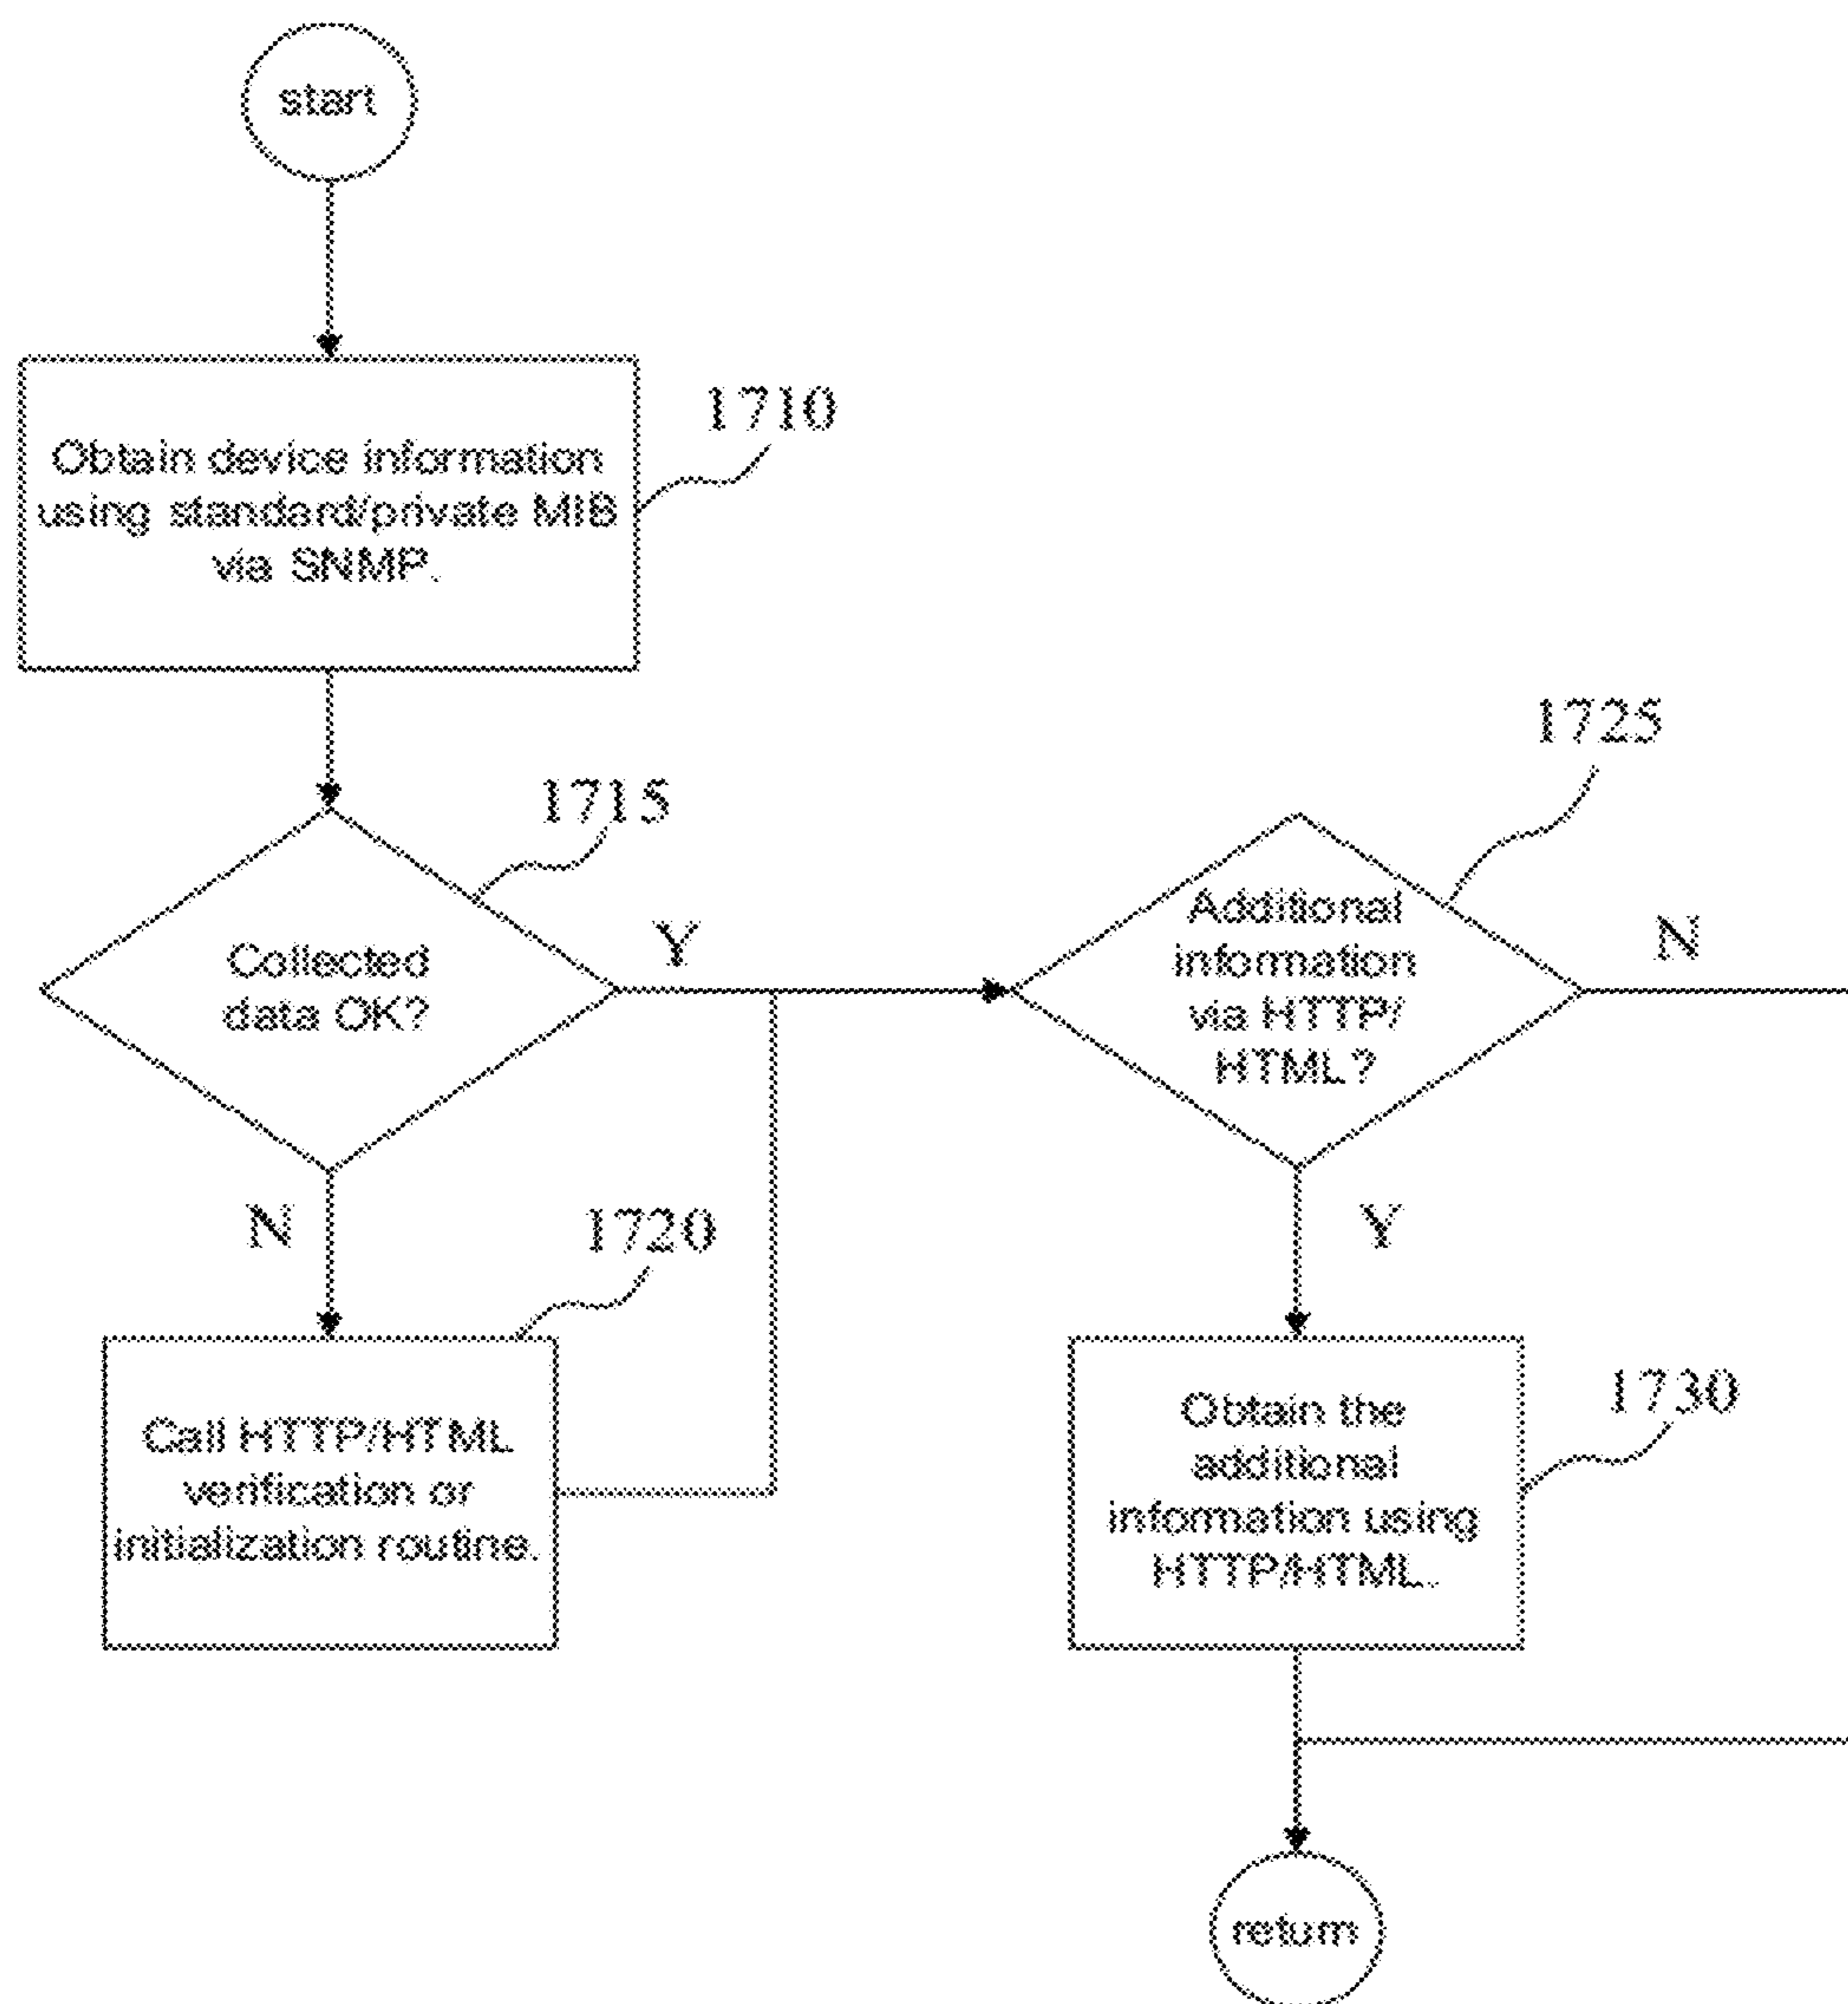 start
1710
Obtain device information
using standard/private MIB
via SNMP.
1715
Collected
data OK?
Y
N
1720
Call HTTP/HTML
verification or
initialization routine.
1725
Additional
information
via HTTP/
HTML?
N
Y
1730
Obtain the
additional
information using
HTTP/HTML.
return